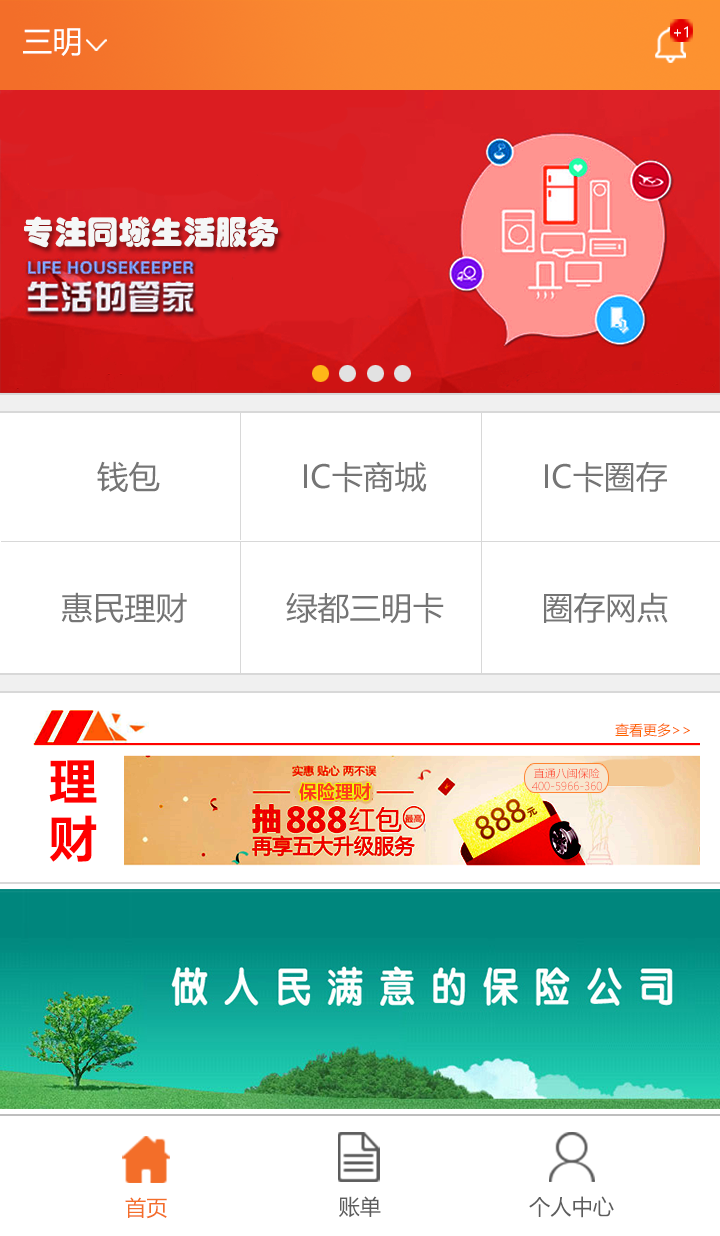 三明
+1
专注同城生活服务
LIFE HOUSEKEEPER
生活的管家
钱包
IC卡商城
IC卡圈存
惠民理财
绿都三明卡
圈存网点
查看更多>>
理财
实惠 贴心 两不误
保险理财
抽888红包最高
再享五大升级服务
888元
直通八闽保险
400-5966-360
做人民满意的保险公司
首页
账单
个人中心